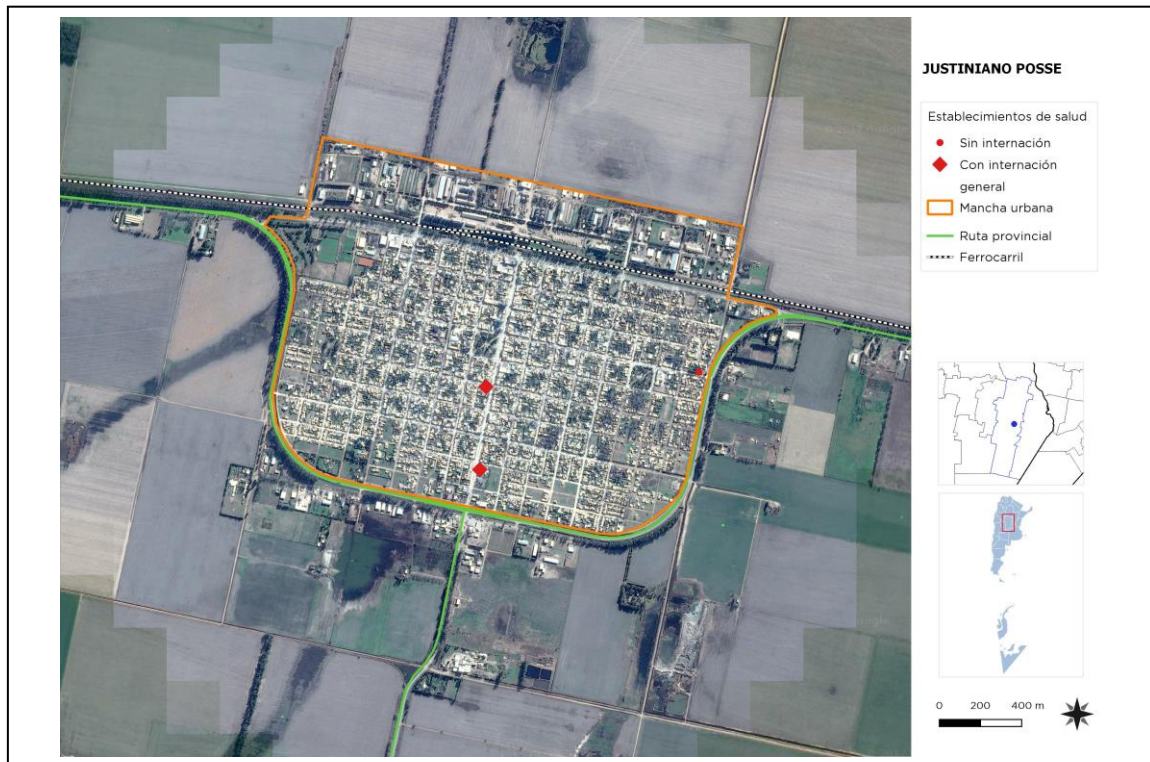 JUSTINIANO POSSE
Establecimientos de salud
Sin internación
Con internación
general
Mancha urbana
Ruta provincial
Ferrocarril
0 200 400 m